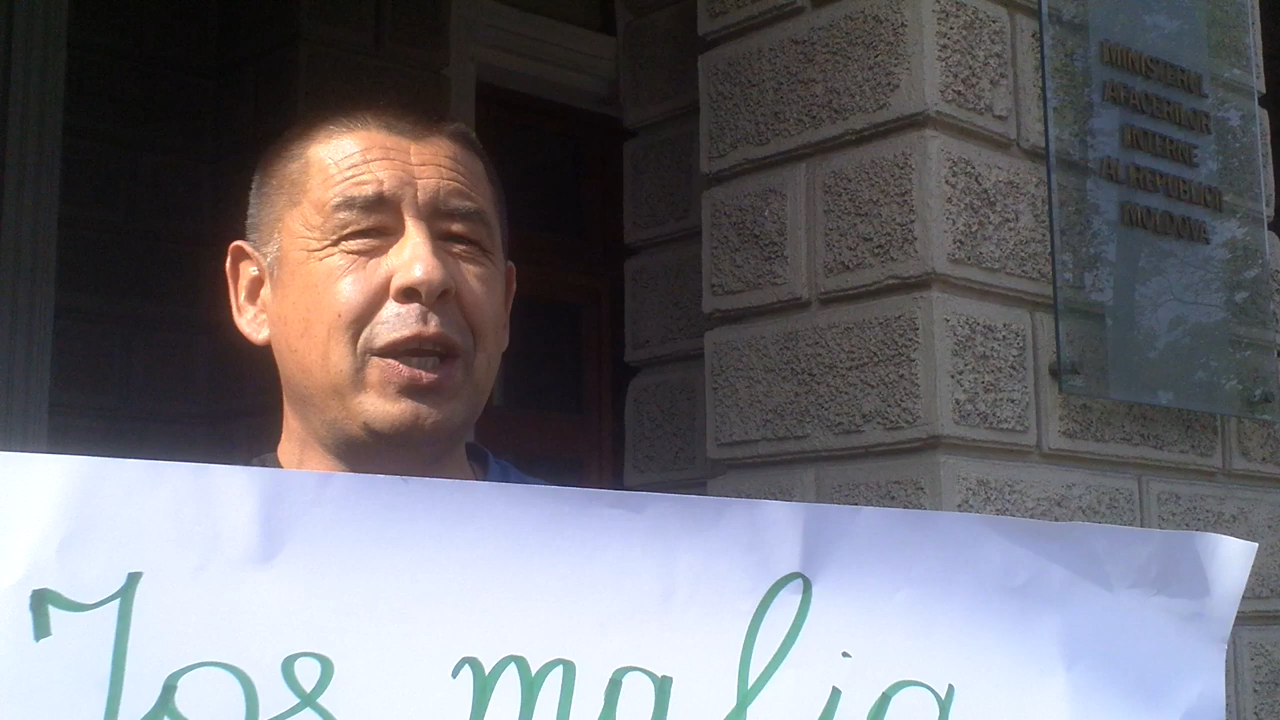 MINISTERUL
AFACERILOR
INTERNE
AL REPUBLICII
MOLDOVA
Jos mafia